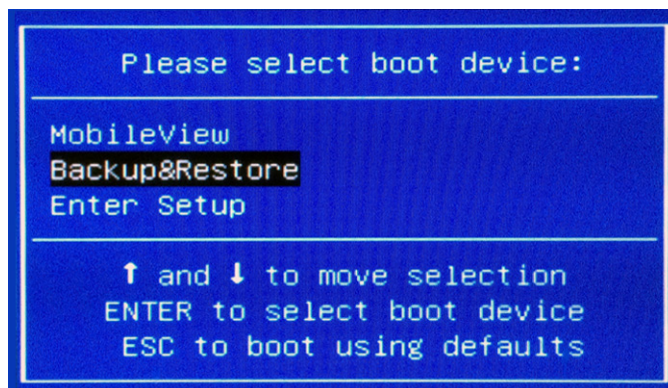 Please select boot device:
MobileView
Backup&Restore
Enter Setup
↑ and ↓ to move selection
ENTER to select boot device
ESC to boot using defaults